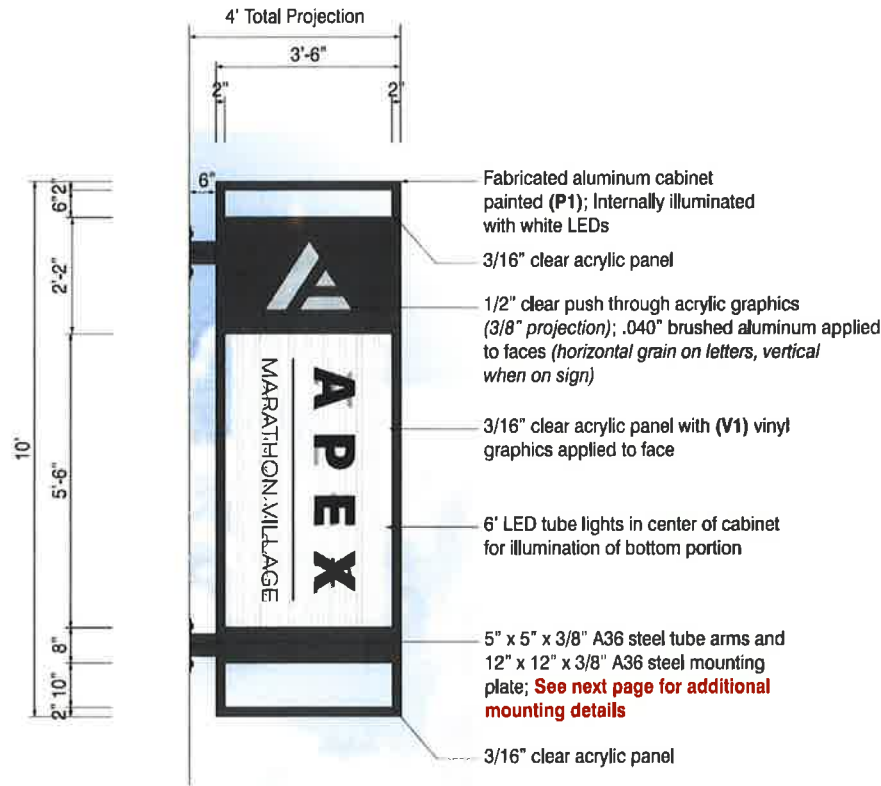 4' Total Projection
3'-6"
2"
2"
6"
Fabricated aluminum cabinet
painted (P1); Internally illuminated
with white LEDs
3/16" clear acrylic panel
1/2" clear push through acrylic graphics
(3/8" projection); .040" brushed aluminum applied
to faces (horizontal grain on letters, vertical
when on sign)
3/16" clear acrylic panel with (V1) vinyl
graphics applied to face
6' LED tube lights in center of cabinet
for illumination of bottom portion
5" x 5" x 3/8" A36 steel tube arms and
12" x 12" x 3/8" A36 steel mounting
plate; See next page for additional
mounting details
3/16" clear acrylic panel
10'
2"
6"
2'-2"
5'-6"
8"
10"
2"
APEX
MARATHON VILLAGE